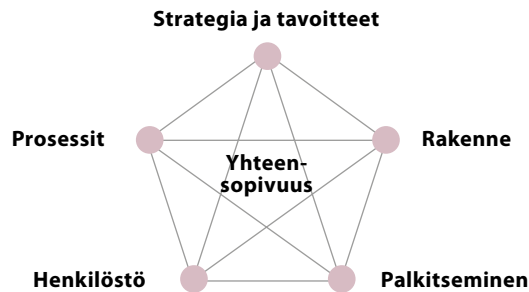 Strategia ja tavoitteet
Prosessit
Rakenne
Yhteen-
sopivuus
Henkilöstö
Palkitseminen